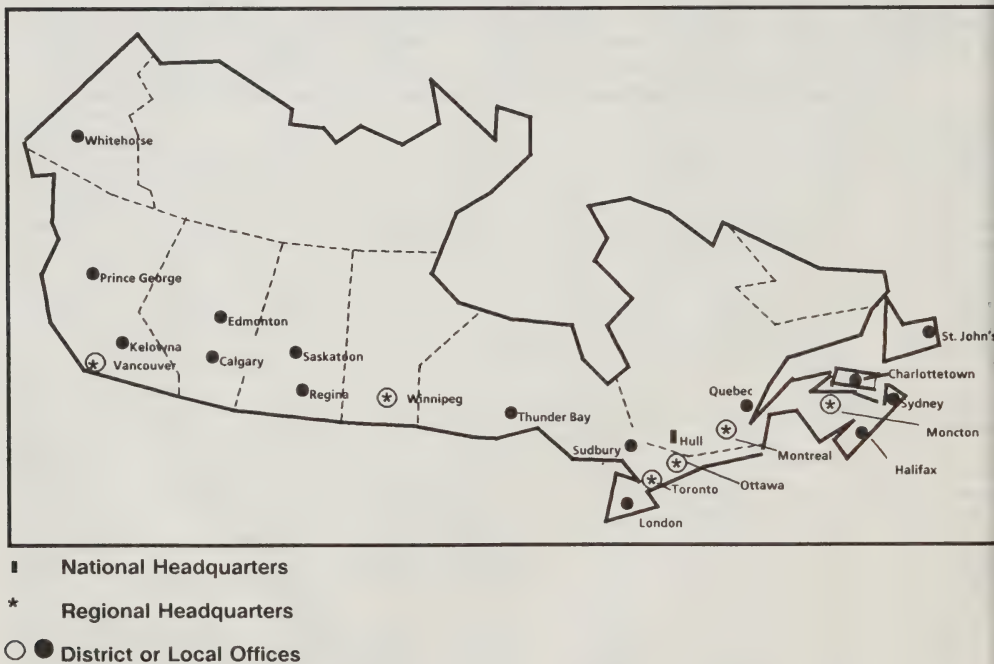 Whitehorse
Prince George
Edmonton
Kelowna
Vancouver
Calgary
Saskatoon
Regina
Winnipeg
Thunder Bay
Sudbury
Hull
Toronto
Ottawa
London
Quebec
Montreal
St. John's
Charlottetown
Sydney
Moncton
Halifax
National Headquarters
* Regional Headquarters
District or Local Offices